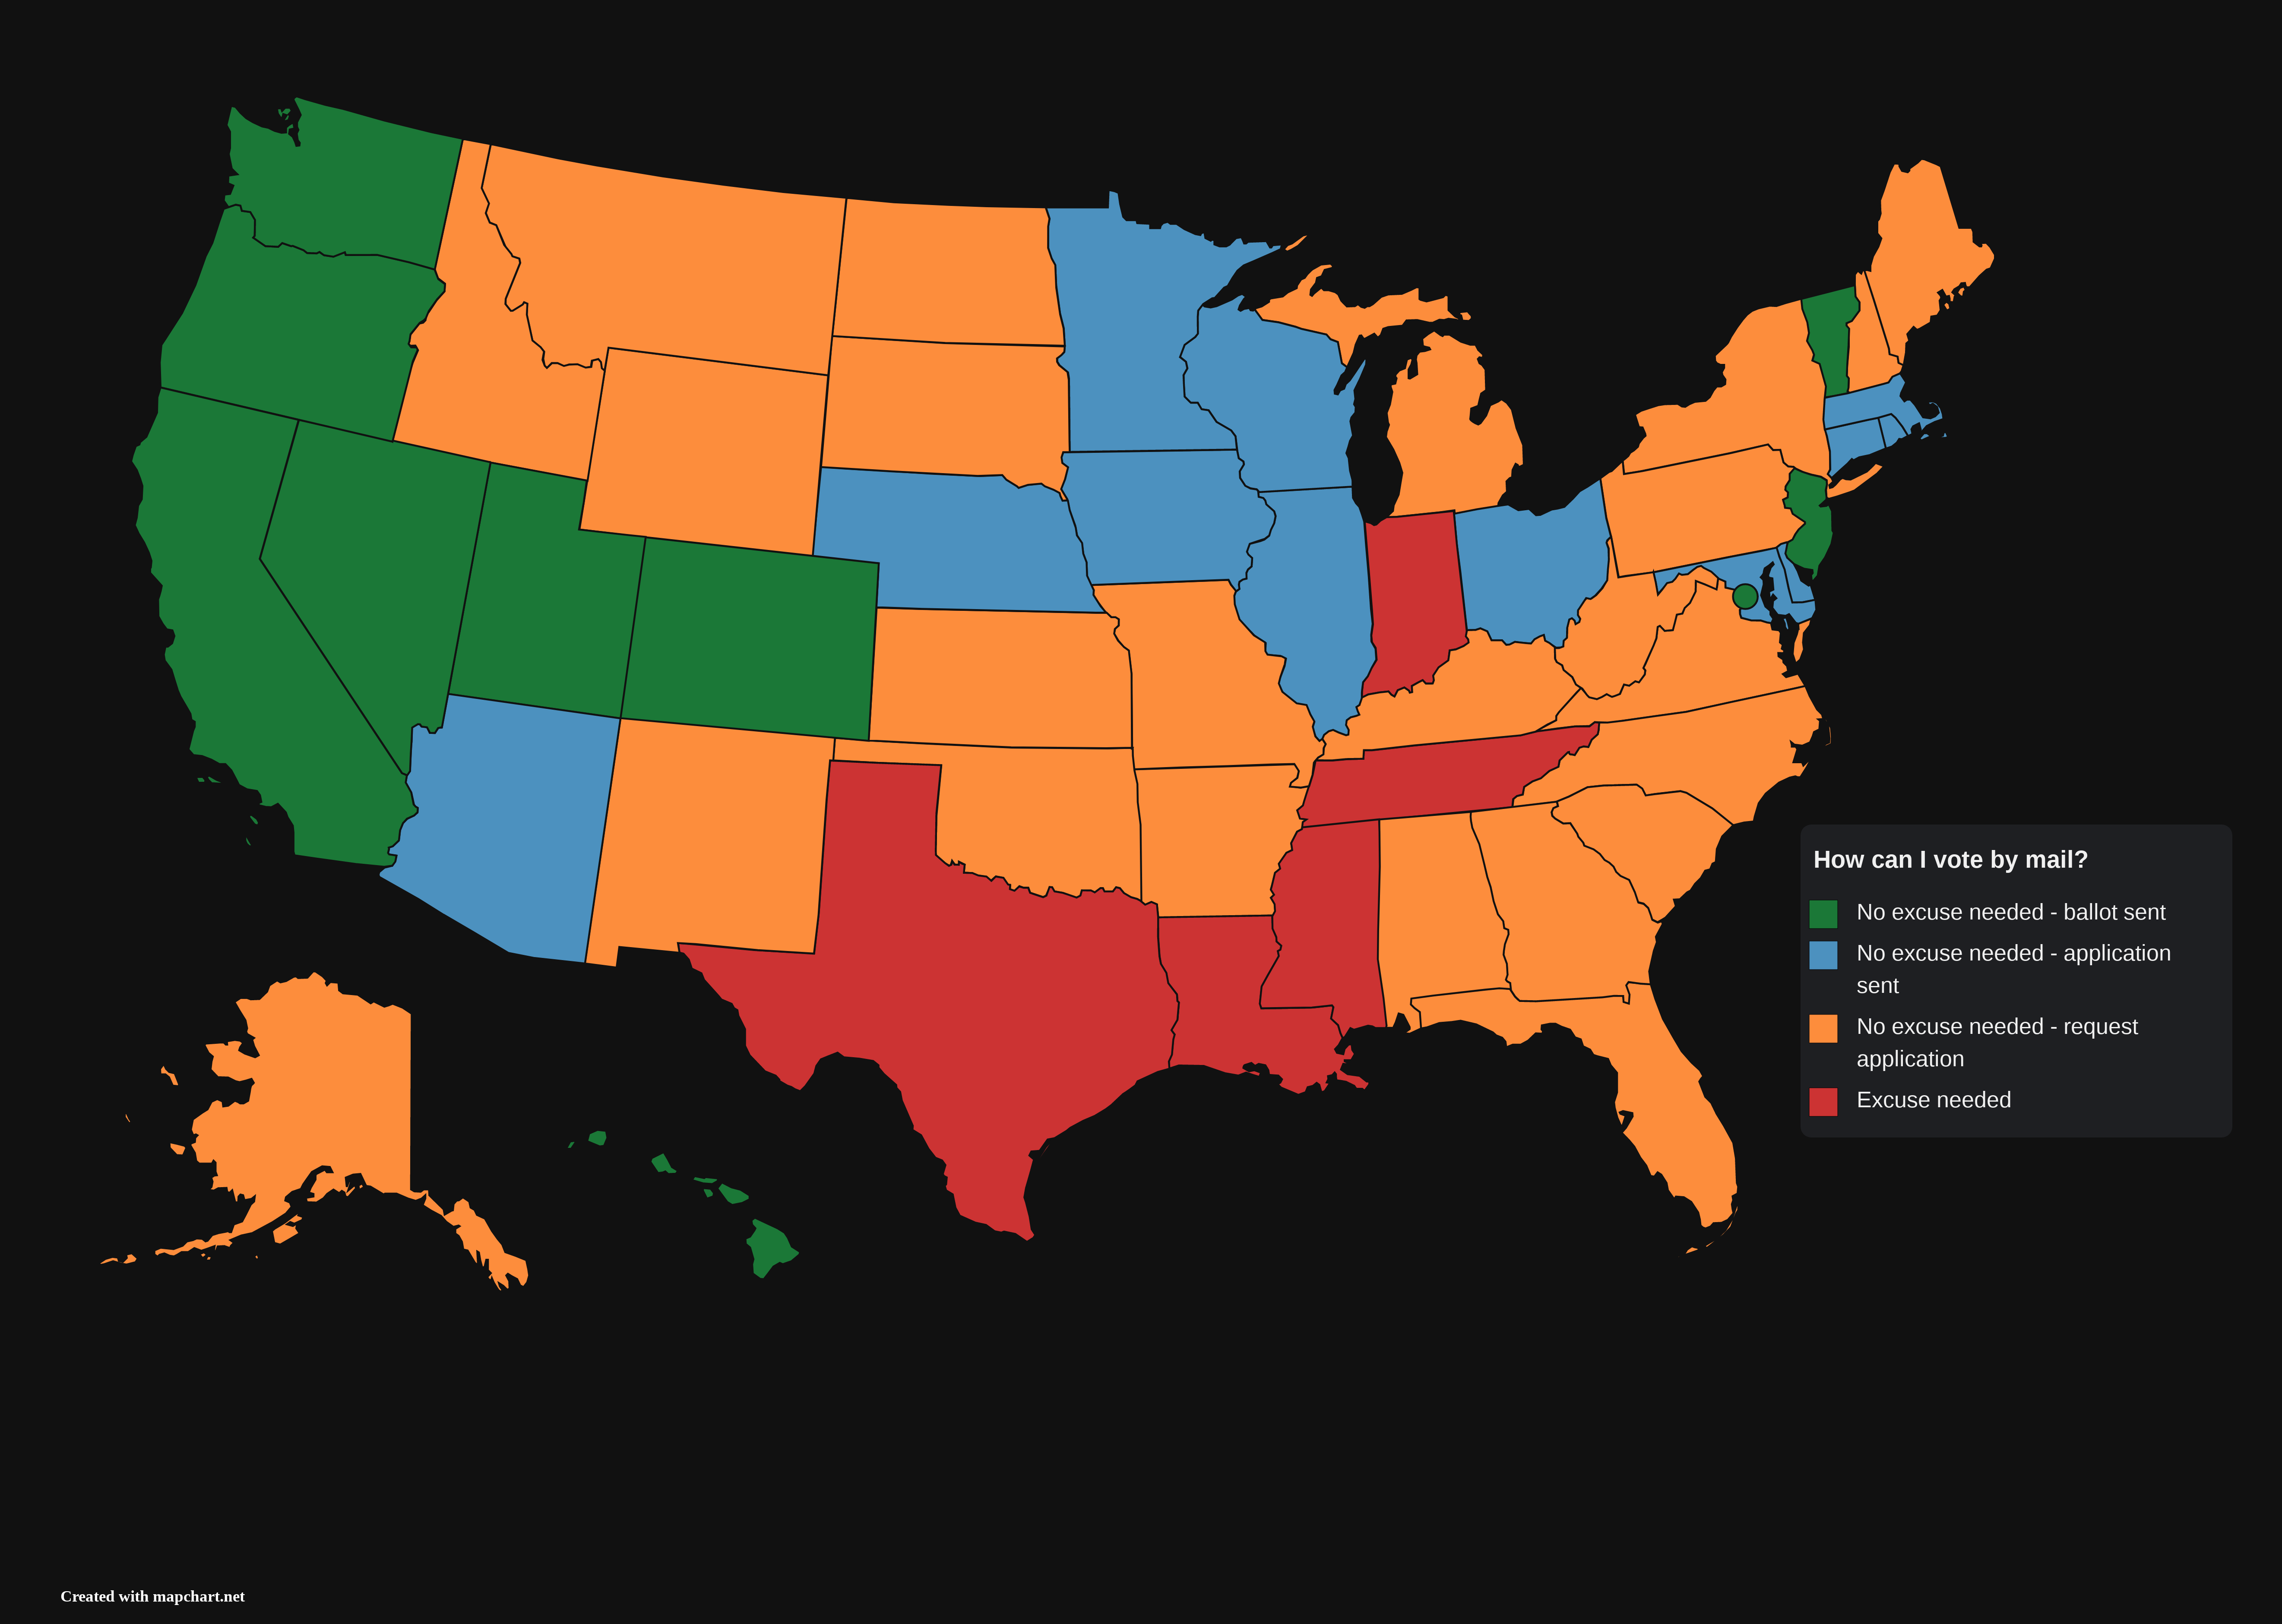 How can I vote by mail?
No excuse needed - ballot sent
No excuse needed - application
sent
No excuse needed - request
application
Excuse needed
Created with mapchart.net